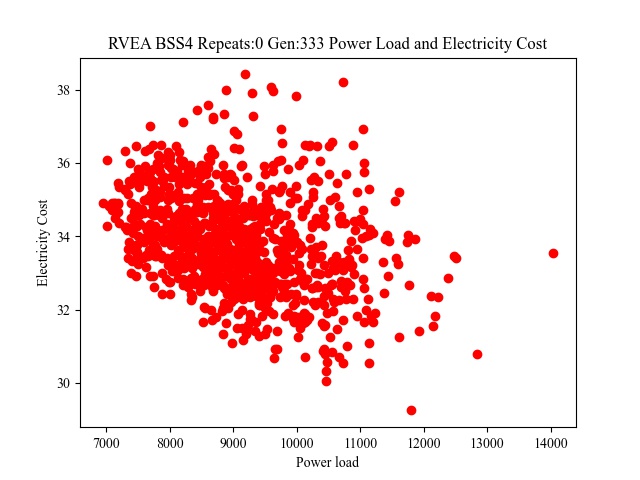 RVEA BSS4 Repeats:0 Gen:333 Power Load and Electricity Cost
38
36
34
32
30
Electricity Cost
7000 8000 9000 10000 11000 12000 13000 14000
Power load